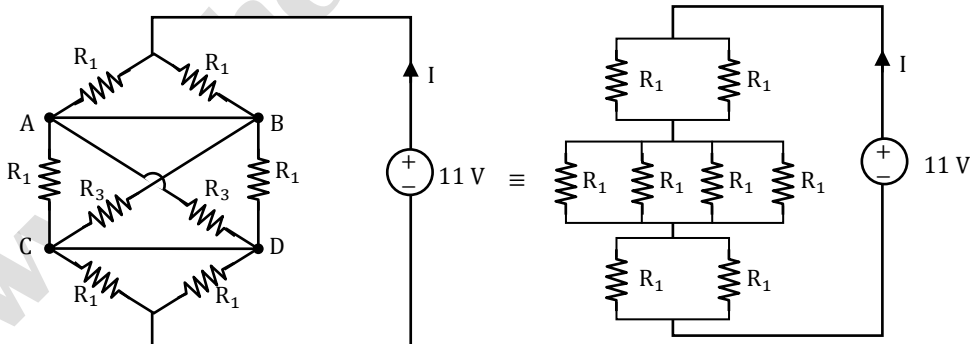 R₁ R₁ I
A B
R₁ R₃ R₃ R₁
+
− 11 V
C D
R₁ R₁
≡
R₁ R₁ I
R₁ R₁ R₁ R₁
+
− 11 V
R₁ R₁